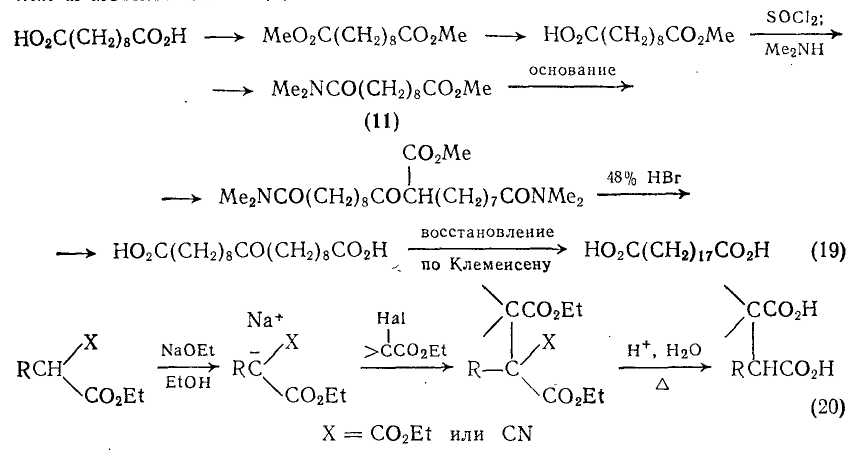 HO₂C(CH₂)₈CO₂H ⟶ MeO₂C(CH₂)₈CO₂Me ⟶ HO₂C(CH₂)₈CO₂Me SOCl₂; Me₂NH
⟶ Me₂NCO(CH₂)₈CO₂Me основание
(11)
CO₂Me
⟶ Me₂NCO(CH₂)₈COCH(CH₂)₇CONMe₂ 48% HBr
⟶ HO₂C(CH₂)₈CO(CH₂)₈CO₂H восстановление по Клеменсену HO₂C(CH₂)₁₇CO₂H (19)
RCH X CO₂Et NaOEt EtOH Na⁺ RC⁻ X CO₂Et Hal >CCO₂Et CCO₂Et R—C X CO₂Et H⁺, H₂O △ CCO₂H RCHCO₂H
(20)
X = CO₂Et или CN